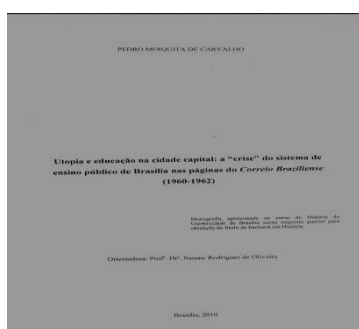 PEDRO MESQUITA DE CARVALHO
Utopia e educação na cidade capital: a “crise” do sistema de
ensino público de Brasília nas páginas do Correio Braziliense
(1960-1962)
Monografia apresentada ao curso de História da
Universidade de Brasília como requisito parcial para
obtenção do título de bacharel em História.
Orientadora: Profª. Drª. Susane Rodrigues de Oliveira
Brasília, 2010